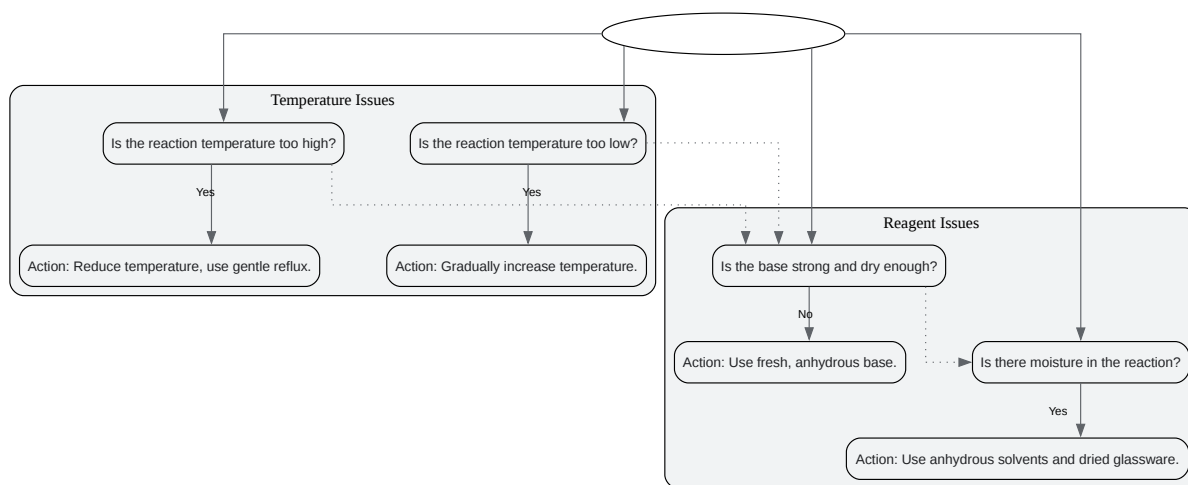 Temperature Issues
Is the reaction temperature too high?
Is the reaction temperature too low?
Yes
Yes
Action: Reduce temperature, use gentle reflux.
Action: Gradually increase temperature.
Reagent Issues
Is the base strong and dry enough?
No
Action: Use fresh, anhydrous base.
Is there moisture in the reaction?
Yes
Action: Use anhydrous solvents and dried glassware.